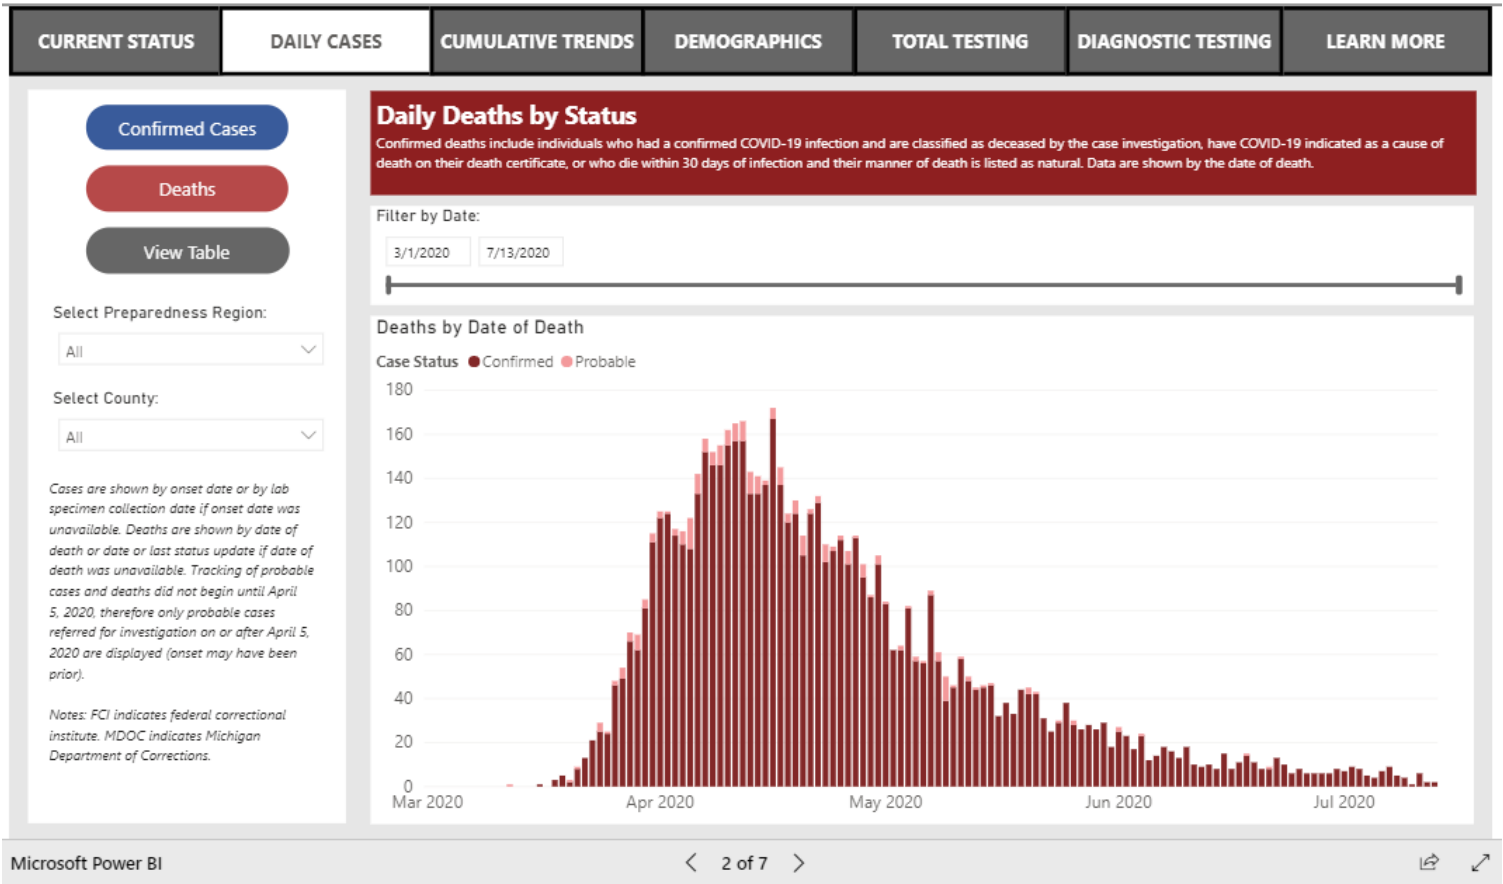 CURRENT STATUS
DAILY CASES
CUMULATIVE TRENDS
DEMOGRAPHICS
TOTAL TESTING
DIAGNOSTIC TESTING
LEARN MORE
Confirmed Cases
Deaths
View Table
Select Preparedness Region:
All
Select County:
All
Cases are shown by onset date or by lab
specimen collection date if onset date was
unavailable. Deaths are shown by date of
death or date or last status update if date of
death was unavailable. Tracking of probable
cases and deaths did not begin until April
5, 2020, therefore only probable cases
referred for investigation on or after April 5,
2020 are displayed (onset may have been
prior).
Notes: FCI indicates federal correctional
institute. MDOC indicates Michigan
Department of Corrections.
Daily Deaths by Status
Confirmed deaths include individuals who had a confirmed COVID-19 infection and are classified as deceased by the case investigation, have COVID-19 indicated as a cause of
death on their death certificate, or who die within 30 days of infection and their manner of death is listed as natural. Data are shown by the date of death.
Filter by Date:
3/1/2020 7/13/2020
Deaths by Date of Death
Case Status Confirmed Probable
180
160
140
120
100
80
60
40
20
0
Mar 2020 Apr 2020 May 2020 Jun 2020 Jul 2020
Microsoft Power BI
2 of 7